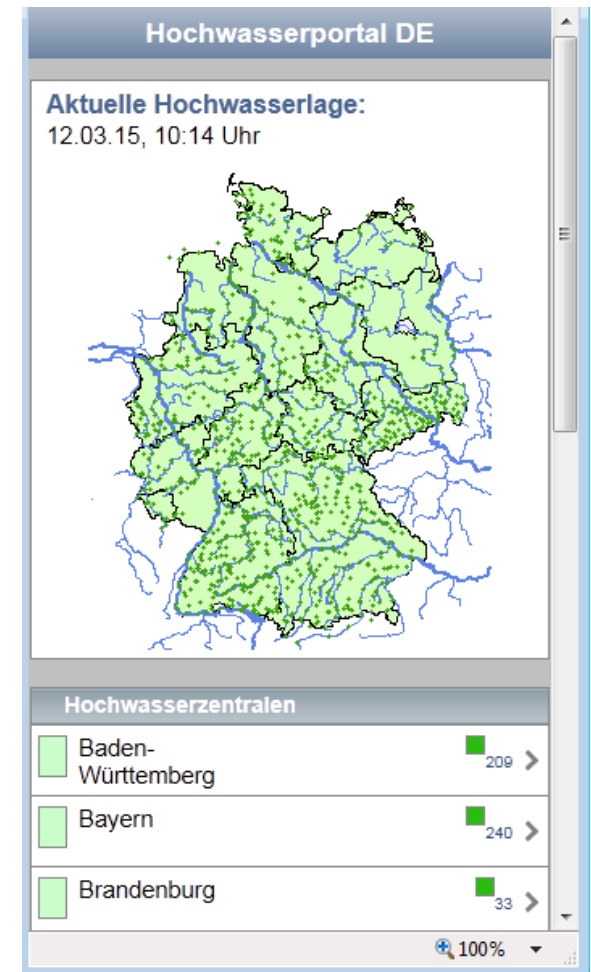 Hochwasserportal DE
Aktuelle Hochwasserlage:
12.03.15, 10:14 Uhr
Hochwasserzentralen
Baden-
Württemberg
209
Bayern
240
Brandenburg
33
100%